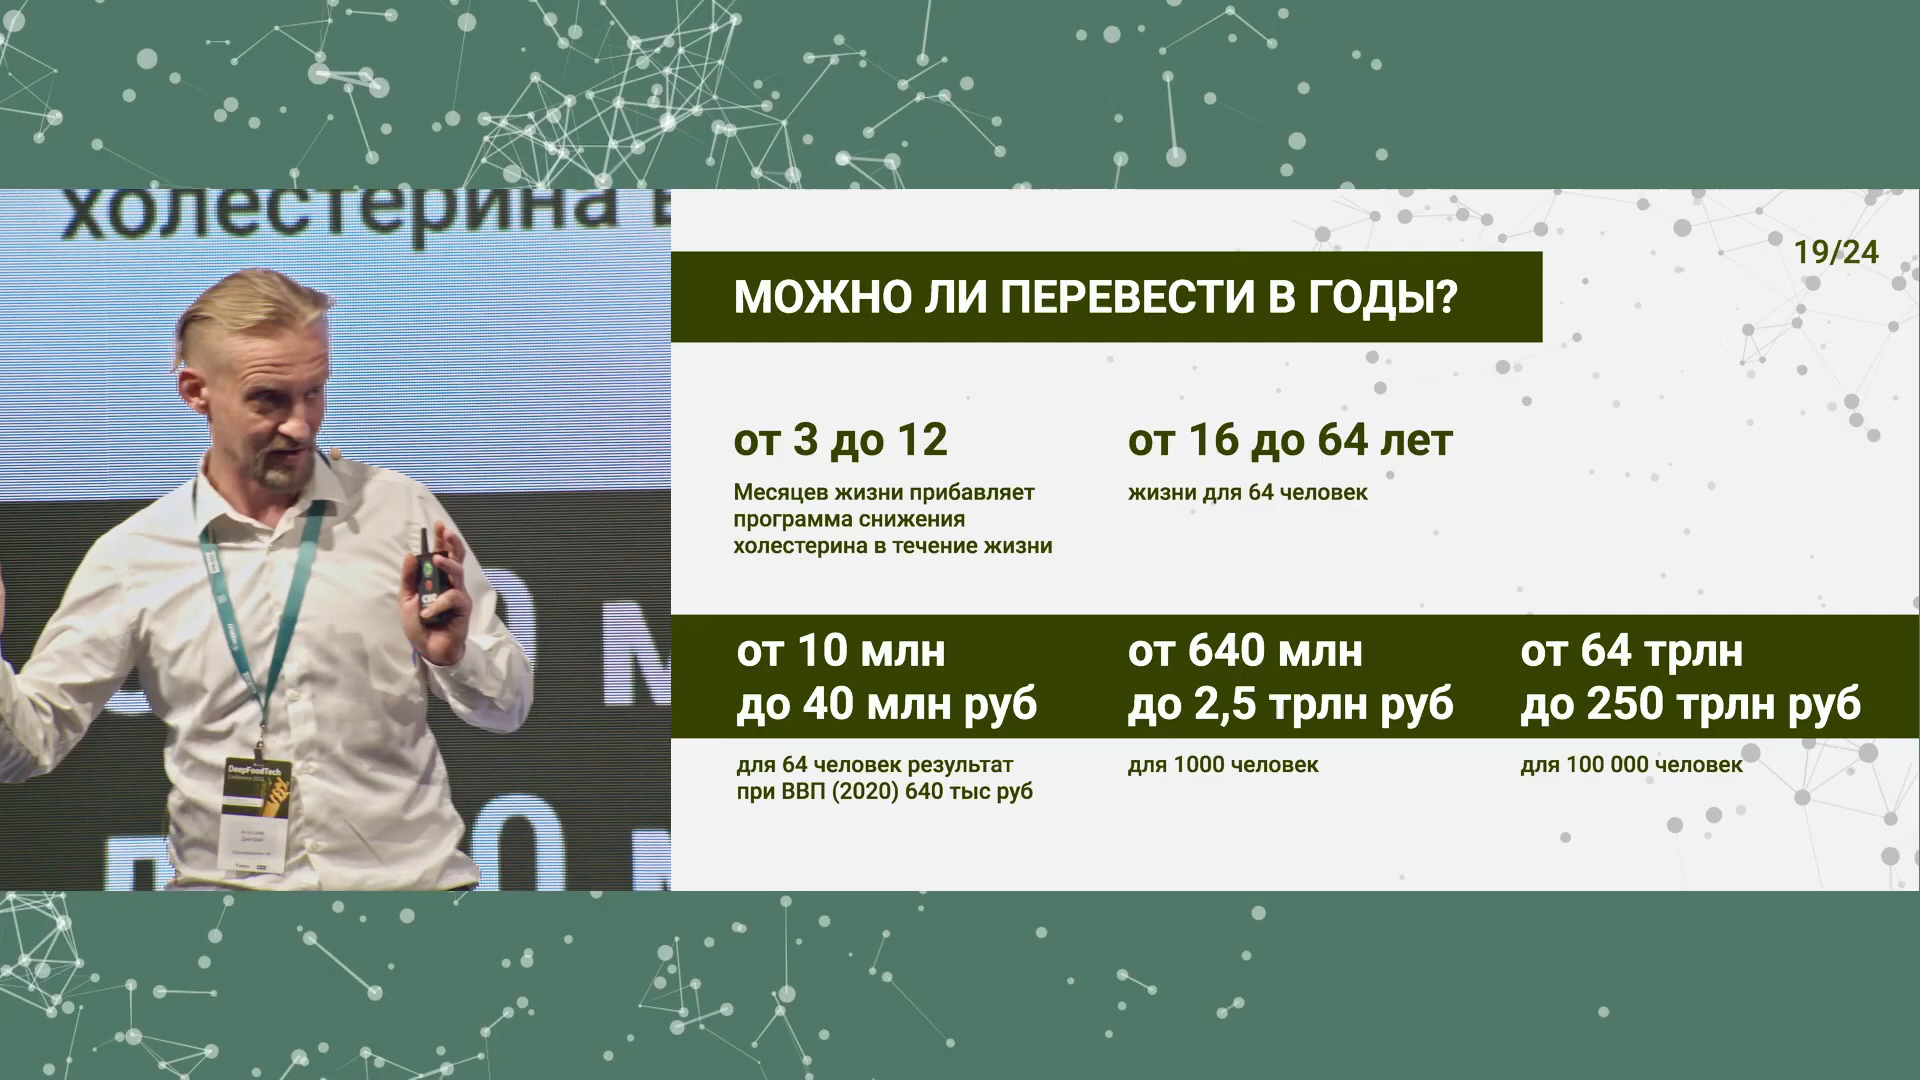 холестерина в
DeepFoodTech
МОЖНО ЛИ ПЕРЕВЕСТИ В ГОДЫ?
19/24
от 3 до 12
Месяцев жизни прибавляет
программа снижения
холестерина в течение жизни
от 16 до 64 лет
жизни для 64 человек
от 10 млн
до 40 млн руб
для 64 человек результат
при ВВП (2020) 640 тыс руб
от 640 млн
до 2,5 трлн руб
для 1000 человек
от 64 трлн
до 250 трлн руб
для 100 000 человек